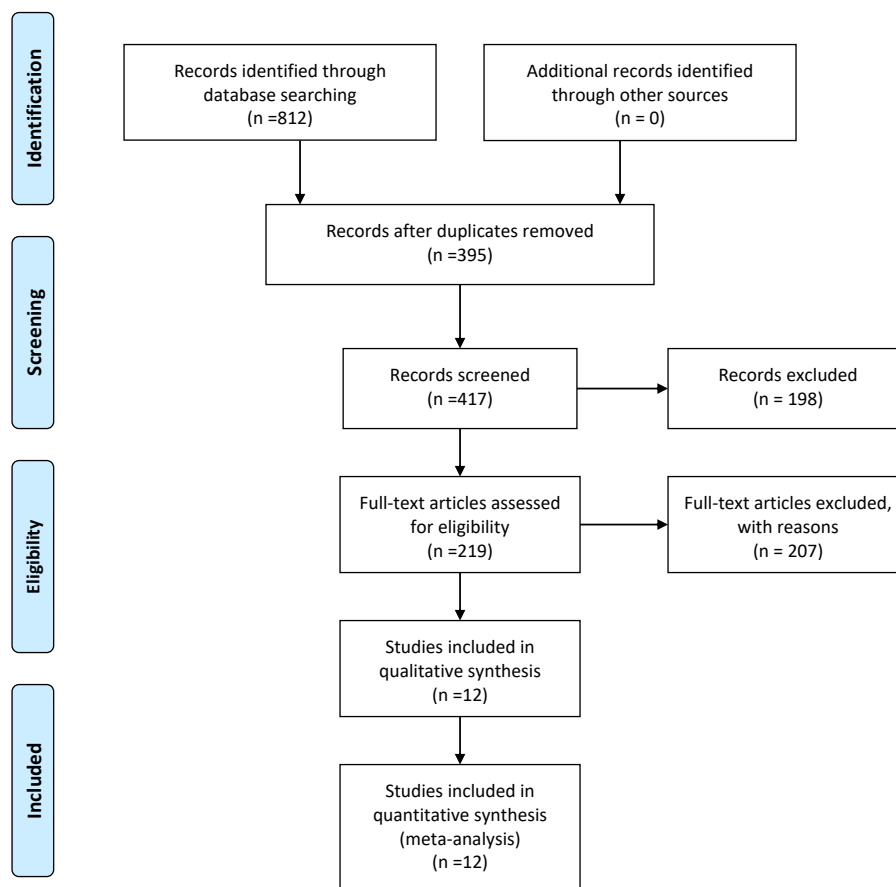 Identification
Records identified through
database searching
(n =812)
Additional records identified
through other sources
(n = 0)
Records after duplicates removed
(n =395)
Screening
Records screened
(n =417)
Records excluded
(n = 198)
Eligibility
Full-text articles assessed
for eligibility
(n =219)
Full-text articles excluded,
with reasons
(n = 207)
Studies included in
qualitative synthesis
(n =12)
Included
Studies included in
quantitative synthesis
(meta-analysis)
(n =12)